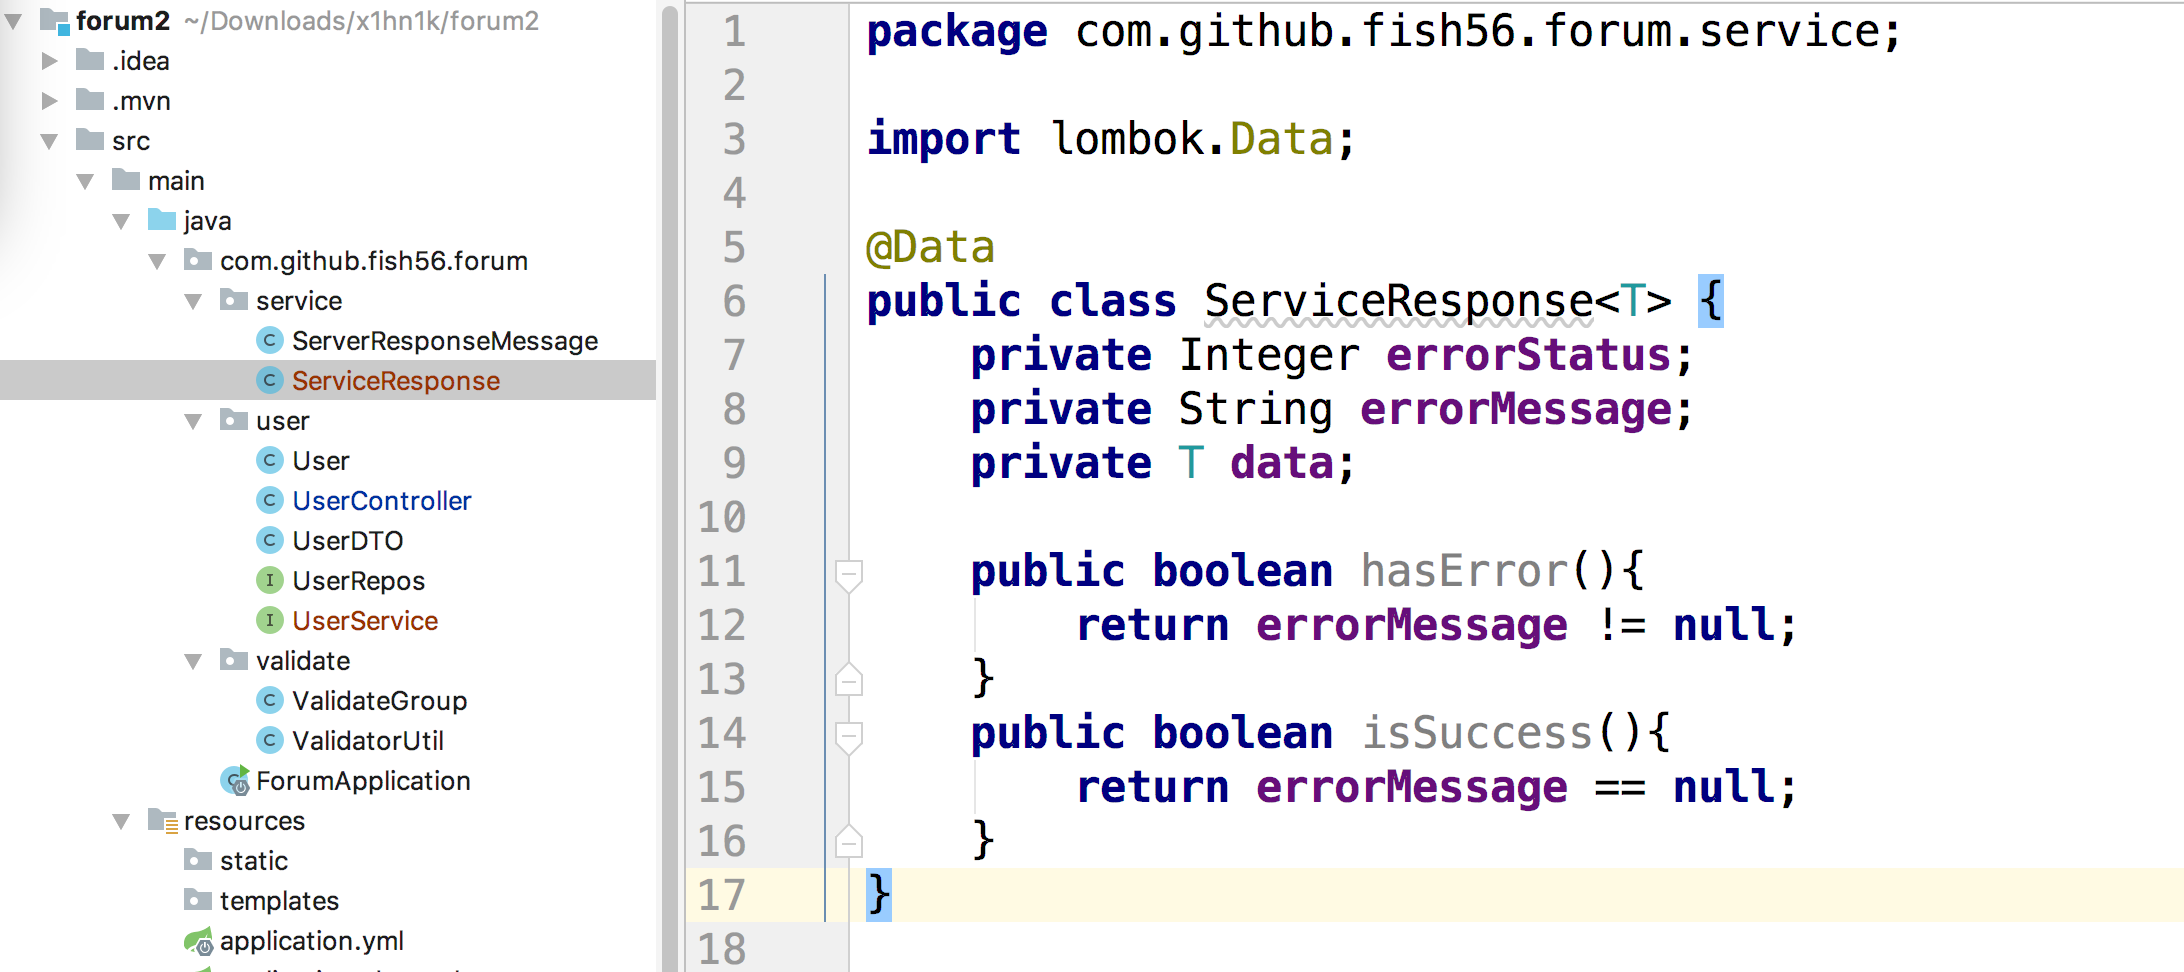 forum2 ~/Downloads/x1hn1k/forum2
.idea
.mvn
src
main
java
com.github.fish56.forum
service
ServerResponseMessage
ServiceResponse
user
User
UserController
UserDTO
UserRepos
UserService
validate
ValidateGroup
ValidatorUtil
ForumApplication
resources
static
templates
application.yml
1 package com.github.fish56.forum.service;
2
3 import lombok.Data;
4
5 @Data
6 public class ServiceResponse<T> {
7 private Integer errorStatus;
8 private String errorMessage;
9 private T data;
10
11 public boolean hasError(){
12 return errorMessage != null;
13 }
14 public boolean isSuccess(){
15 return errorMessage == null;
16 }
17 }
18